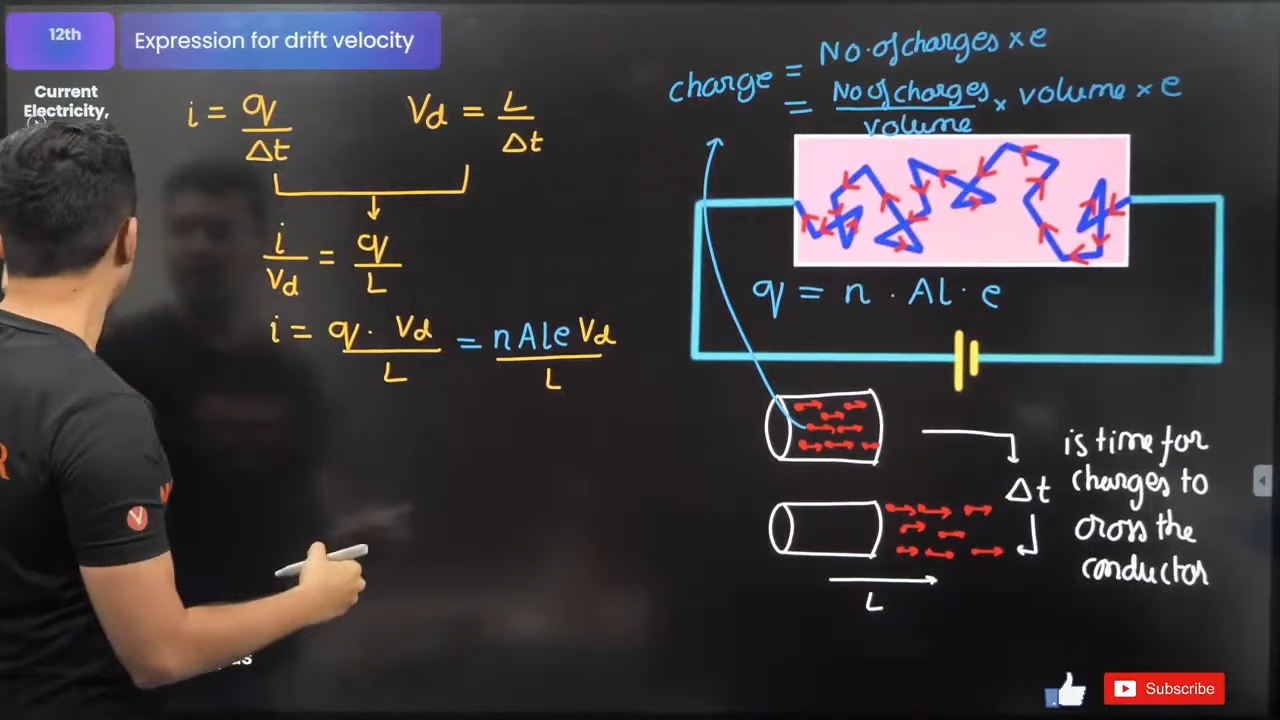 12th
Expression for drift velocity
Current
Electricity,
i = q/Δt
Vd = L/Δt
i/Vd = q/L
i = q · Vd/L = nAleVd/L
charge = No. of charges × e
= No of charges/volume × volume × e
q = n · Al · e
is time for
Δt charges to
cross the
conductor
L
Subscribe